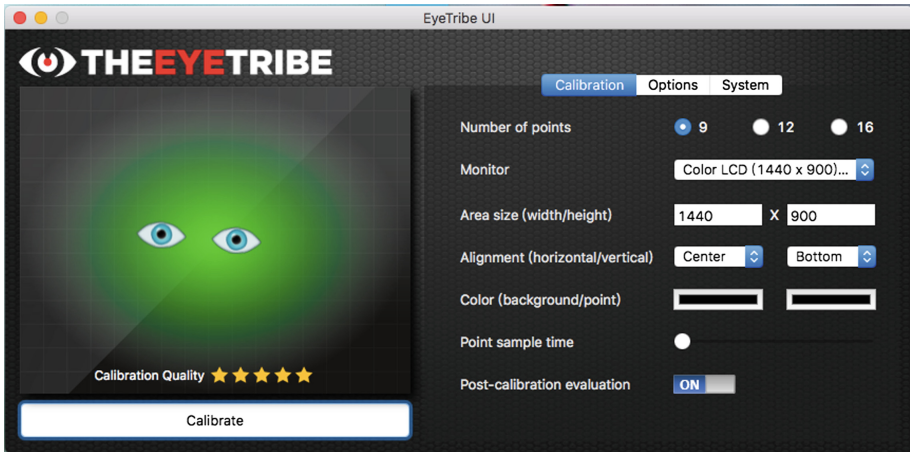 EyeTribe UI
THEEYETRIBE
Calibration Options System
Number of points 9 12 16
Monitor Color LCD (1440 x 900)...
Area size (width/height) 1440 X 900
Alignment (horizontal/vertical) Center Bottom
Color (background/point)
Point sample time
Calibration Quality
Post-calibration evaluation ON
Calibrate